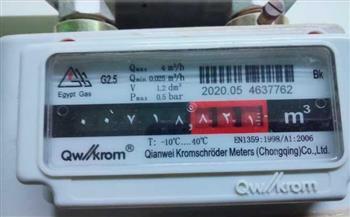 Qmax 4 m³/h
Qmin 0.025 m³/h
G2.5
V 1.2 dm³
Pmax 0.5 bar
Egypt Gas
2020.05 4637762
Bk
m³
T: -10℃....40℃
EN1359:1998/A1:2006
Qw//krom®
Qianwei Kromschröder Meters (Chongqing)Co.,Ltd.
Qw//krom